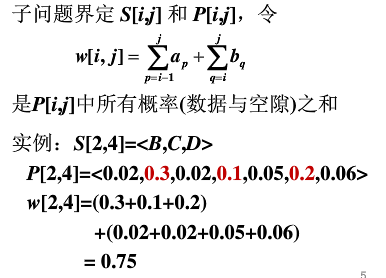 子问题界定 S[i,j] 和 P[i,j]，令
w[i, j] = \sum_{p=i-1}^{j} a_p + \sum_{q=i}^{j} b_q
是P[i,j]中所有概率(数据与空隙)之和
实例：S[2,4]=<B,C,D>
P[2,4]=<0.02,0.3,0.02,0.1,0.05,0.2,0.06>
w[2,4]=(0.3+0.1+0.2)
+(0.02+0.02+0.05+0.06)
= 0.75
5